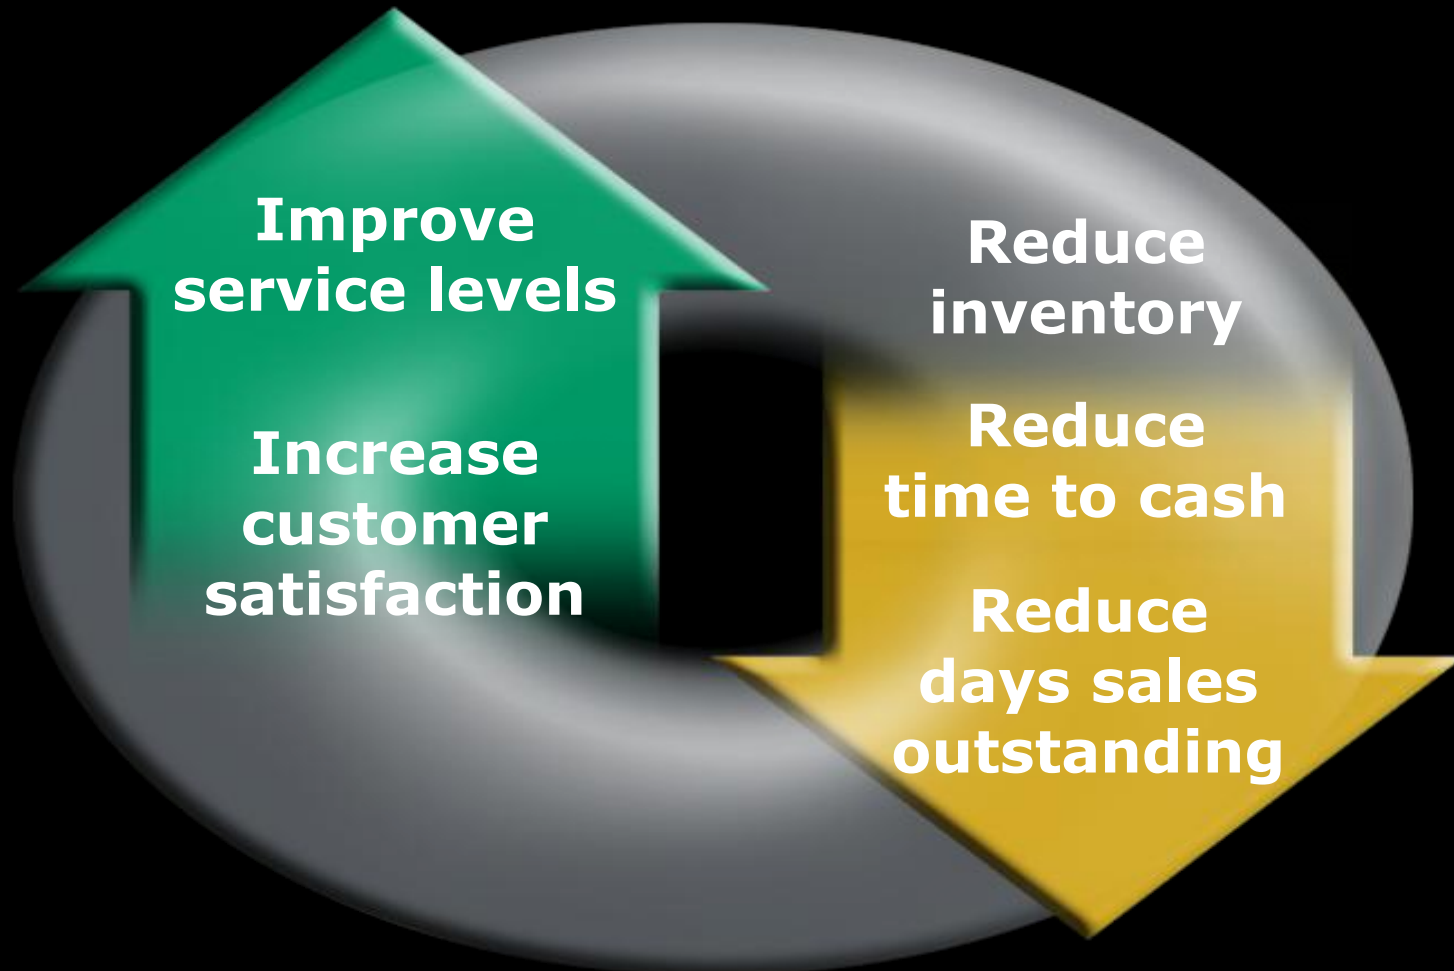 Improve
service levels
Increase
customer
satisfaction
Reduce
inventory
Reduce
time to cash
Reduce
days sales
outstanding